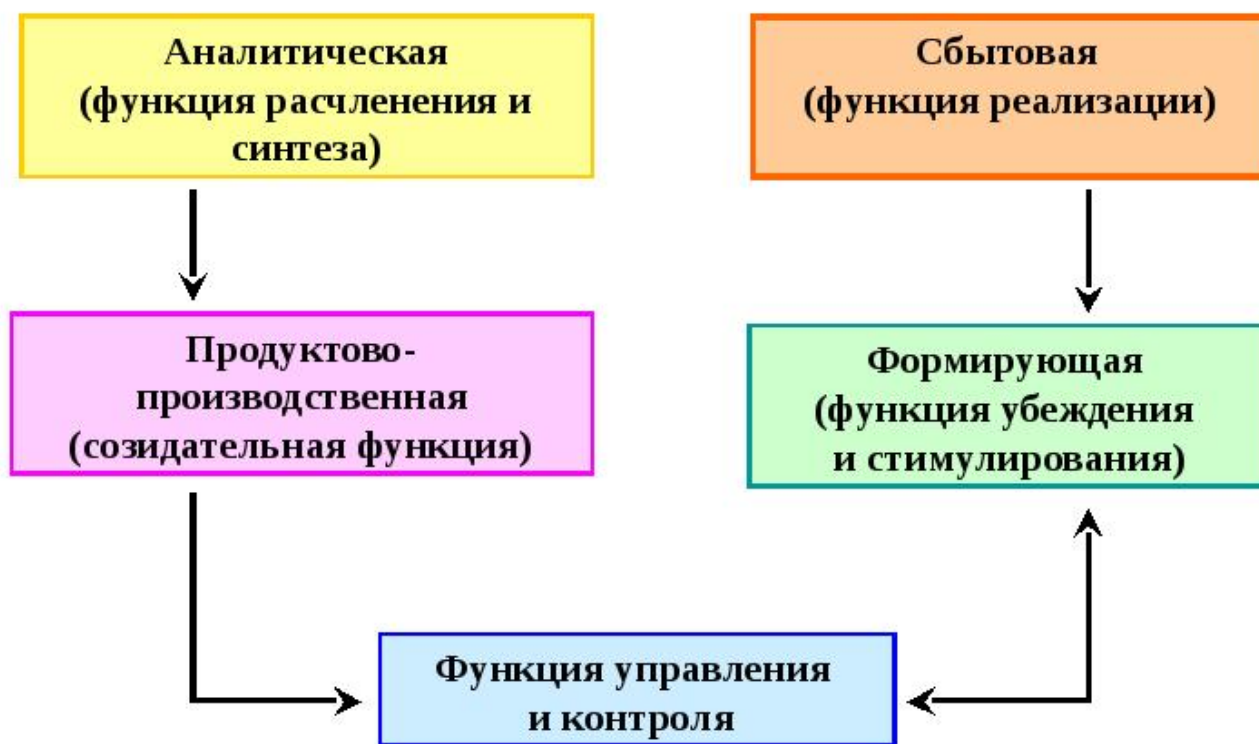 Аналитическая
(функция расчленения и
синтеза)
Сбытовая
(функция реализации)
Продуктово-
производственная
(созидательная функция)
Формирующая
(функция убеждения
и стимулирования)
Функция управления
и контроля